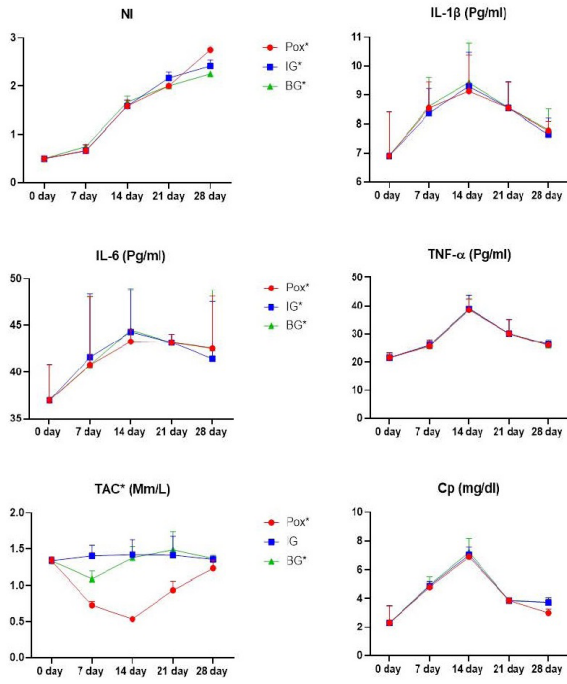 NI
3
2
1
0
0 day 7 day 14 day 21 day 28 day
Pox*
IG*
BG*
IL-1β (Pg/ml)
11
10
9
8
7
6
0 day 7 day 14 day 21 day 28 day
IL-6 (Pg/ml)
50
45
40
35
0 day 7 day 14 day 21 day 28 day
Pox*
IG*
BG*
TNF-α (Pg/ml)
50
40
30
20
10
0
0 day 7 day 14 day 21 day 28 day
TAC* (Mm/L)
2.0
1.5
1.0
0.5
0.0
0 day 7 day 14 day 21 day 28 day
Pox*
IG
BG*
Cp (mg/dl)
10
8
6
4
2
0
0 day 7 day 14 day 21 day 28 day